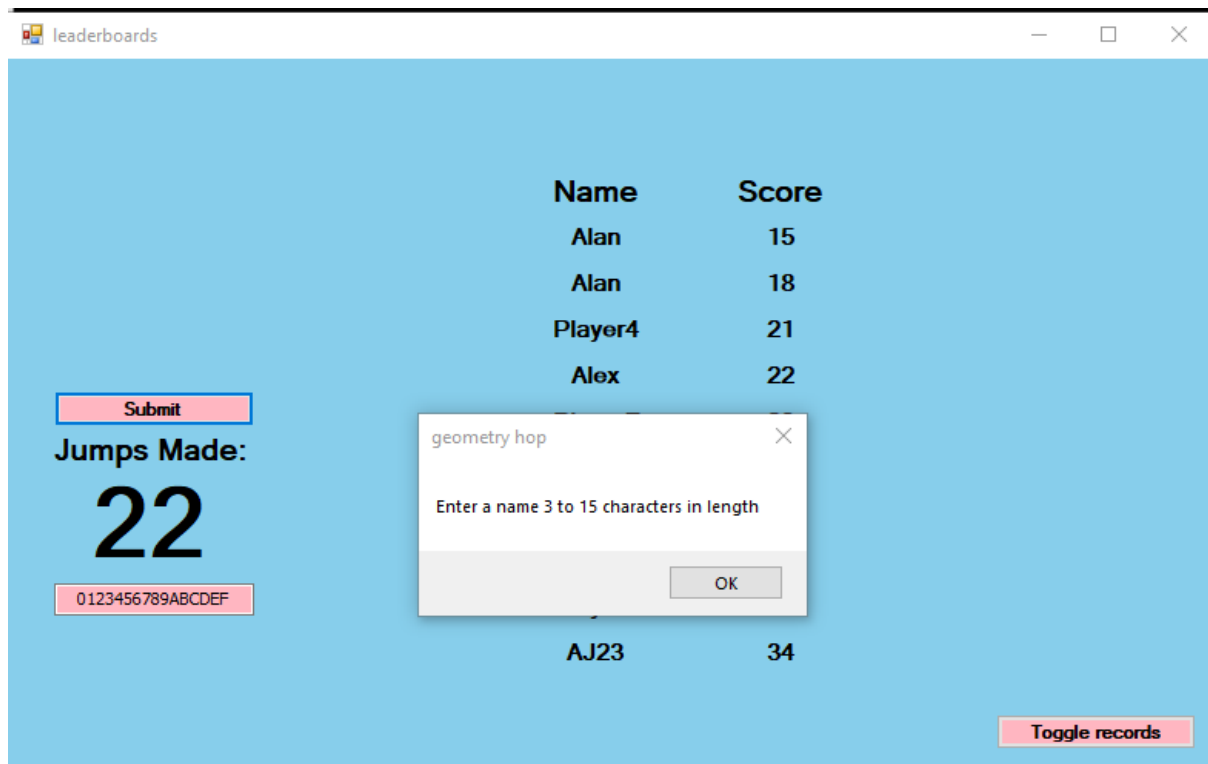 leaderboards
Name Score
Alan 15
Alan 18
Player4 21
Alex 22
Submit
Jumps Made:
22
0123456789ABCDEF
geometry hop
Enter a name 3 to 15 characters in length
OK
AJ23 34
Toggle records